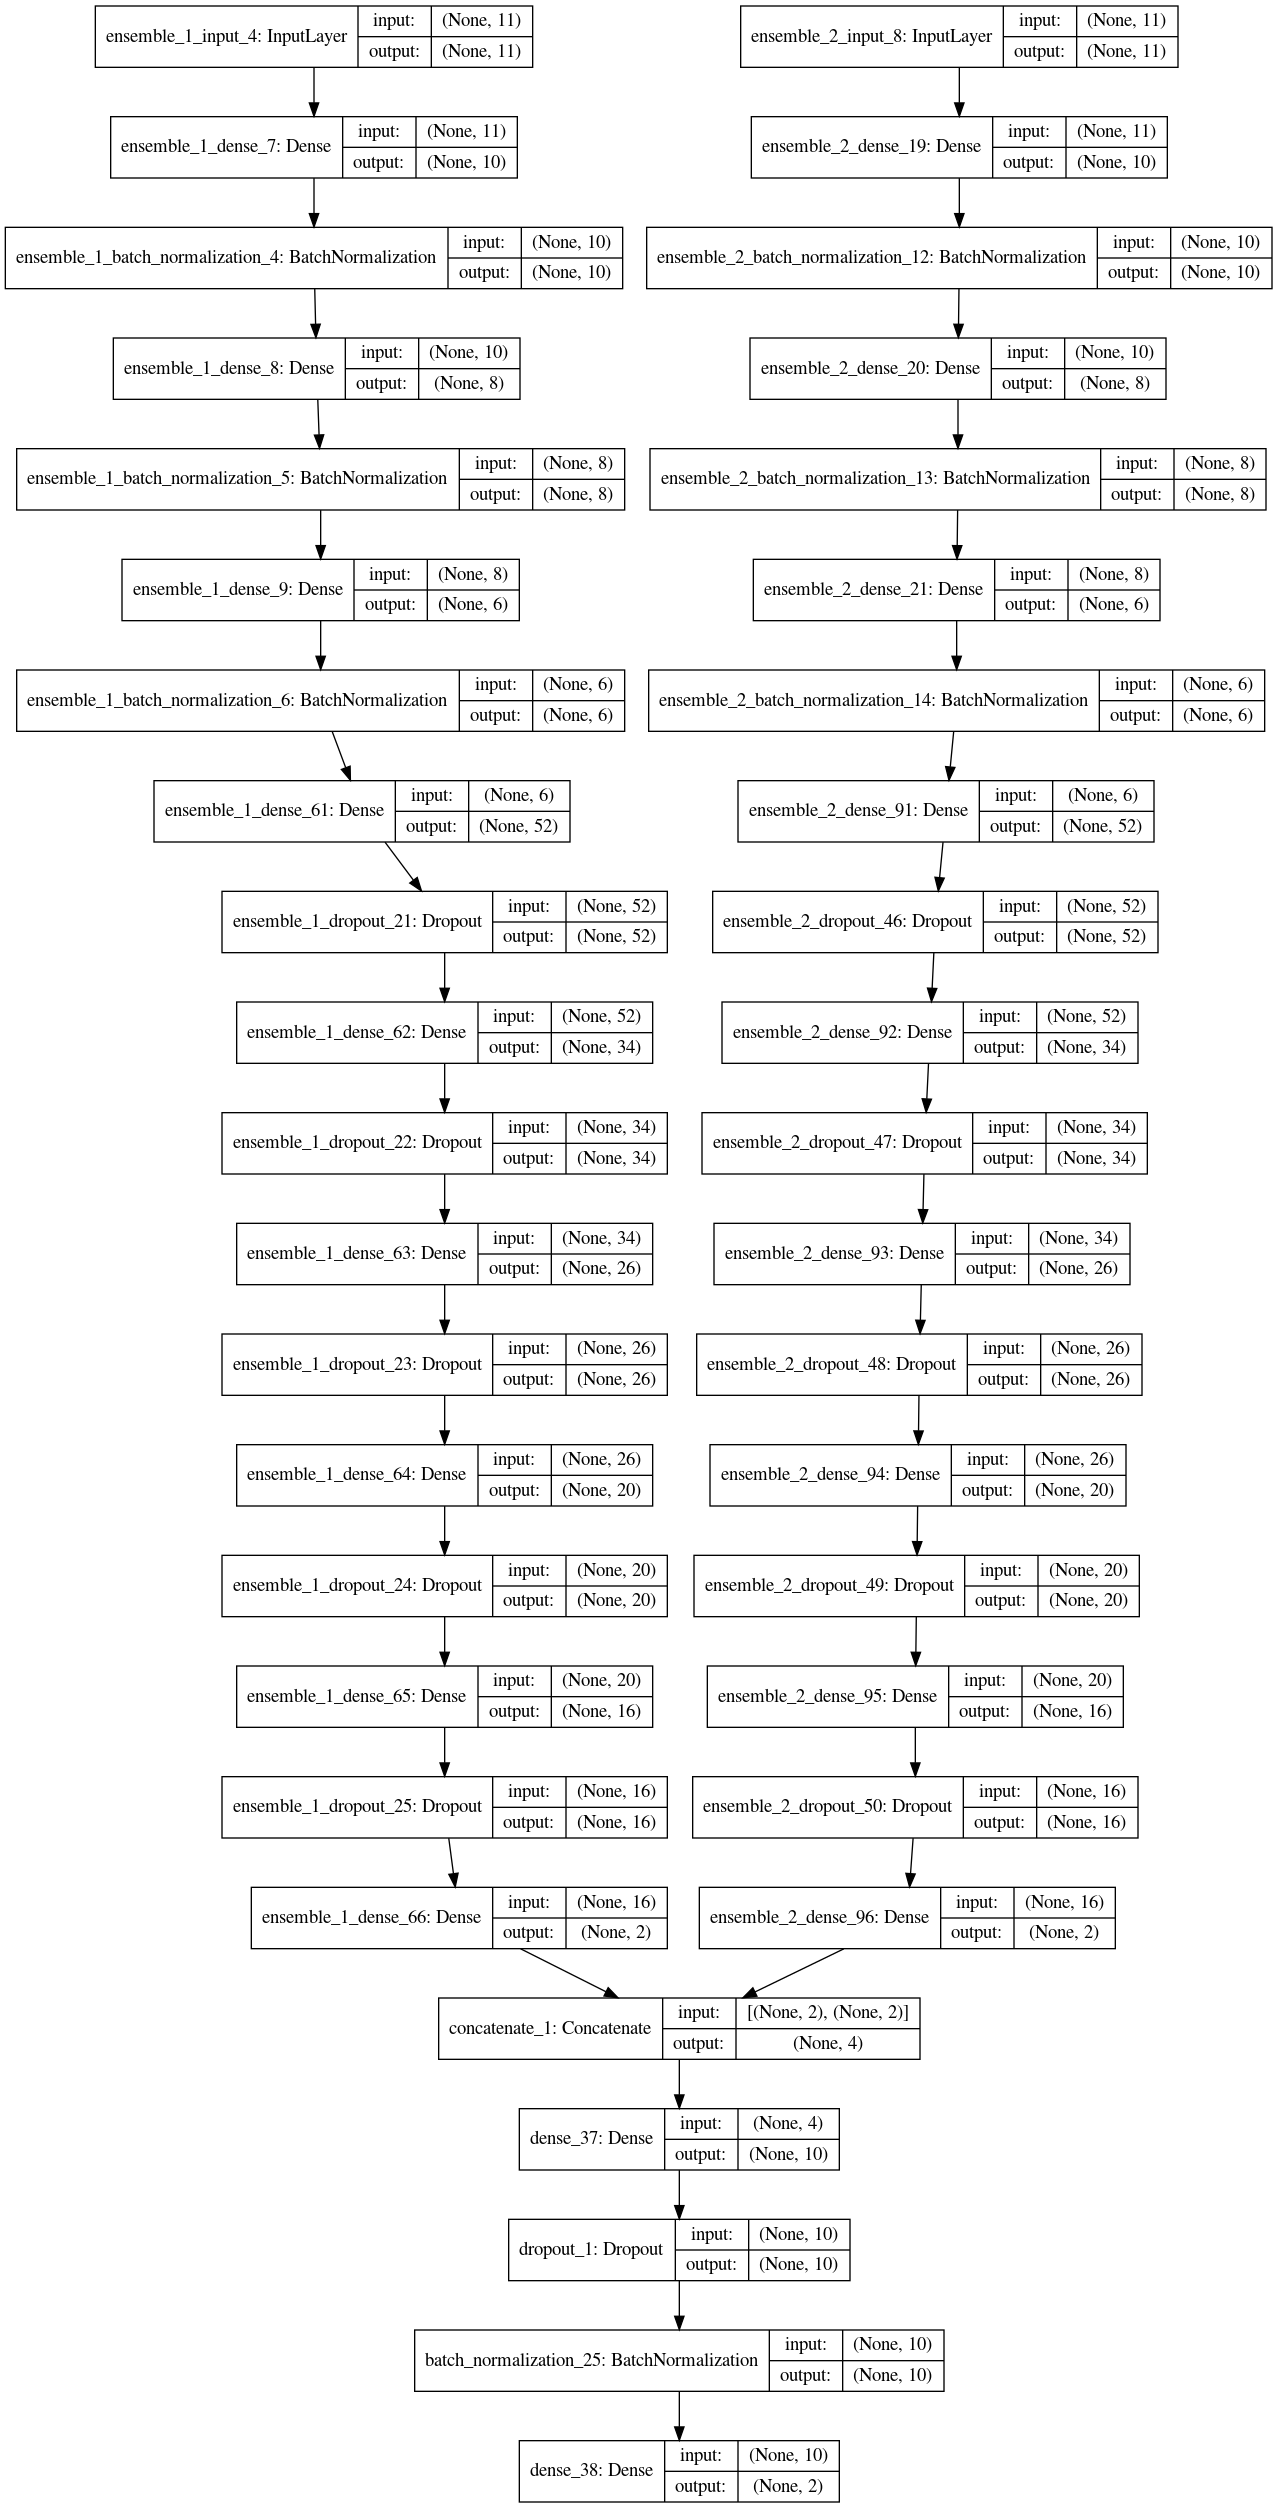 ensemble_1_input_4: InputLayer
input: (None, 11)
output: (None, 11)
ensemble_2_input_8: InputLayer
input: (None, 11)
output: (None, 11)
ensemble_1_dense_7: Dense
input: (None, 11)
output: (None, 10)
ensemble_2_dense_19: Dense
input: (None, 11)
output: (None, 10)
ensemble_1_batch_normalization_4: BatchNormalization
input: (None, 10)
output: (None, 10)
ensemble_2_batch_normalization_12: BatchNormalization
input: (None, 10)
output: (None, 10)
ensemble_1_dense_8: Dense
input: (None, 10)
output: (None, 8)
ensemble_2_dense_20: Dense
input: (None, 10)
output: (None, 8)
ensemble_1_batch_normalization_5: BatchNormalization
input: (None, 8)
output: (None, 8)
ensemble_2_batch_normalization_13: BatchNormalization
input: (None, 8)
output: (None, 8)
ensemble_1_dense_9: Dense
input: (None, 8)
output: (None, 6)
ensemble_2_dense_21: Dense
input: (None, 8)
output: (None, 6)
ensemble_1_batch_normalization_6: BatchNormalization
input: (None, 6)
output: (None, 6)
ensemble_2_batch_normalization_14: BatchNormalization
input: (None, 6)
output: (None, 6)
ensemble_1_dense_61: Dense
input: (None, 6)
output: (None, 52)
ensemble_2_dense_91: Dense
input: (None, 6)
output: (None, 52)
ensemble_1_dropout_21: Dropout
input: (None, 52)
output: (None, 52)
ensemble_2_dropout_46: Dropout
input: (None, 52)
output: (None, 52)
ensemble_1_dense_62: Dense
input: (None, 52)
output: (None, 34)
ensemble_2_dense_92: Dense
input: (None, 52)
output: (None, 34)
ensemble_1_dropout_22: Dropout
input: (None, 34)
output: (None, 34)
ensemble_2_dropout_47: Dropout
input: (None, 34)
output: (None, 34)
ensemble_1_dense_63: Dense
input: (None, 34)
output: (None, 26)
ensemble_2_dense_93: Dense
input: (None, 34)
output: (None, 26)
ensemble_1_dropout_23: Dropout
input: (None, 26)
output: (None, 26)
ensemble_2_dropout_48: Dropout
input: (None, 26)
output: (None, 26)
ensemble_1_dense_64: Dense
input: (None, 26)
output: (None, 20)
ensemble_2_dense_94: Dense
input: (None, 26)
output: (None, 20)
ensemble_1_dropout_24: Dropout
input: (None, 20)
output: (None, 20)
ensemble_2_dropout_49: Dropout
input: (None, 20)
output: (None, 20)
ensemble_1_dense_65: Dense
input: (None, 20)
output: (None, 16)
ensemble_2_dense_95: Dense
input: (None, 20)
output: (None, 16)
ensemble_1_dropout_25: Dropout
input: (None, 16)
output: (None, 16)
ensemble_2_dropout_50: Dropout
input: (None, 16)
output: (None, 16)
ensemble_1_dense_66: Dense
input: (None, 16)
output: (None, 2)
ensemble_2_dense_96: Dense
input: (None, 16)
output: (None, 2)
concatenate_1: Concatenate
input: [(None, 2), (None, 2)]
output: (None, 4)
dense_37: Dense
input: (None, 4)
output: (None, 10)
dropout_1: Dropout
input: (None, 10)
output: (None, 10)
batch_normalization_25: BatchNormalization
input: (None, 10)
output: (None, 10)
dense_38: Dense
input: (None, 10)
output: (None, 2)